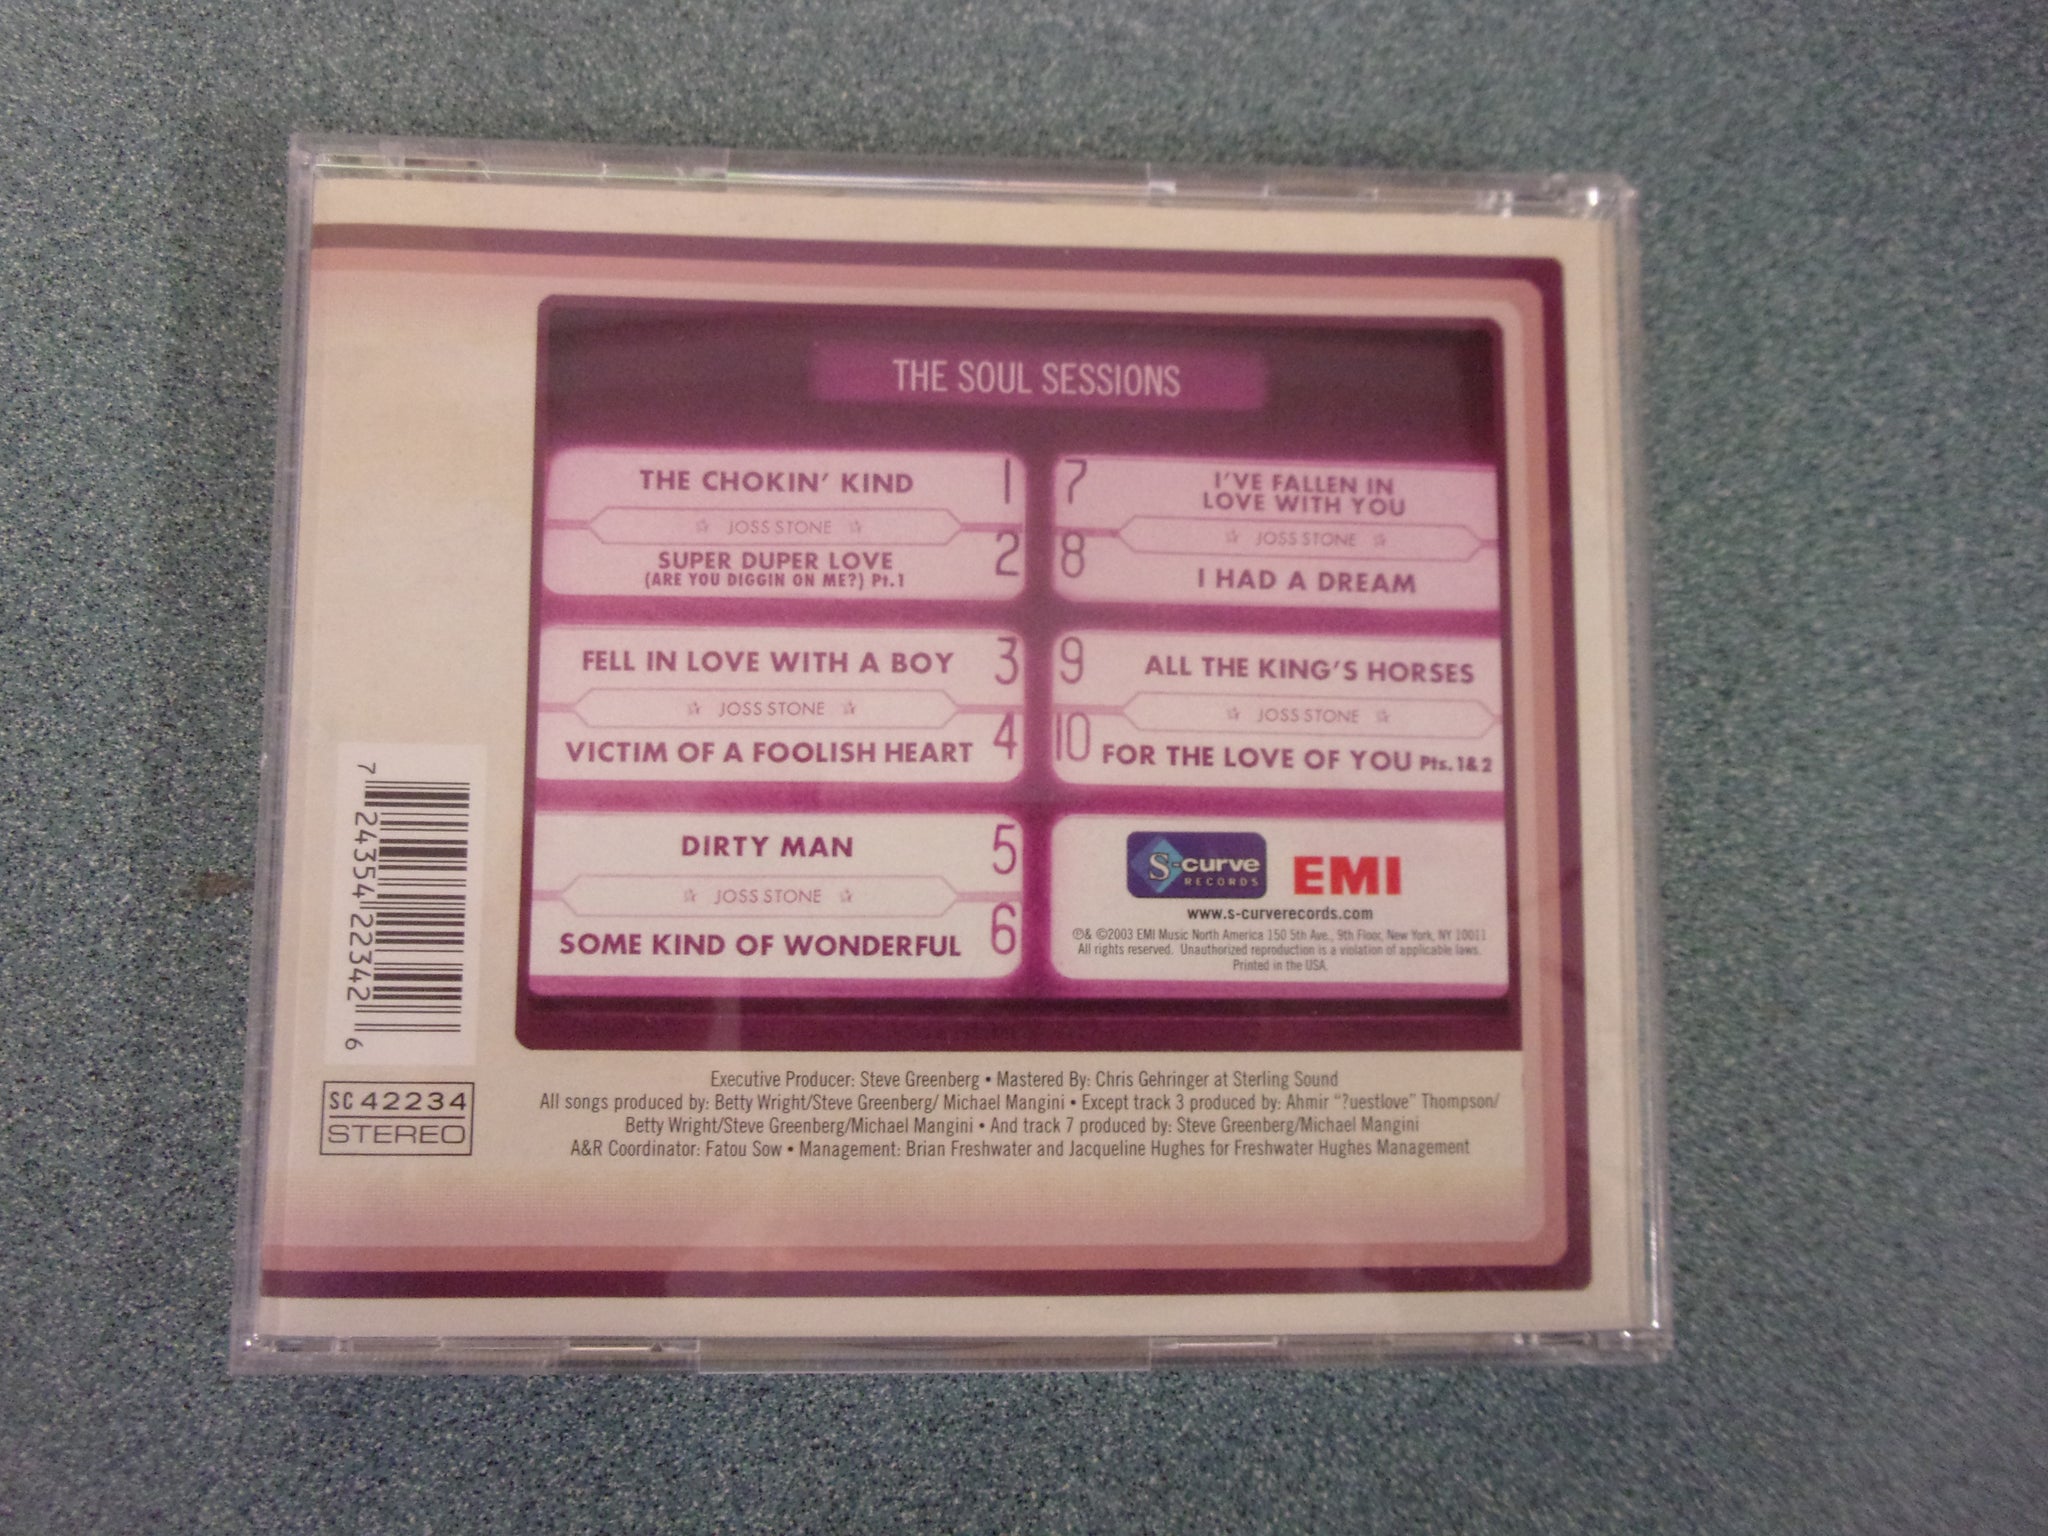 THE SOUL SESSIONS
THE CHOKIN' KIND 1
☆ JOSS STONE ☆
SUPER DUPER LOVE 2
(ARE YOU DIGGIN ON ME?) Pt.1
FELL IN LOVE WITH A BOY 3
☆ JOSS STONE ☆
VICTIM OF A FOOLISH HEART 4
DIRTY MAN 5
☆ JOSS STONE ☆
SOME KIND OF WONDERFUL 6
7 I'VE FALLEN IN
LOVE WITH YOU
☆ JOSS STONE ☆
8 I HAD A DREAM
9 ALL THE KING'S HORSES
☆ JOSS STONE ☆
10 FOR THE LOVE OF YOU Pts. 1&2
S-curve
RECORDS
EMI
www.s-curverecords.com
℗& ©2003 EMI Music North America 150 5th Ave., 9th Floor, New York, NY 10011
All rights reserved. Unauthorized reproduction is a violation of applicable laws.
Printed in the USA.
7 24354 22342 6
SC 42234
STEREO
Executive Producer: Steve Greenberg • Mastered By: Chris Gehringer at Sterling Sound
All songs produced by: Betty Wright/Steve Greenberg/ Michael Mangini • Except track 3 produced by: Ahmir "?uestlove" Thompson/
Betty Wright/Steve Greenberg/Michael Mangini • And track 7 produced by: Steve Greenberg/Michael Mangini
A&R Coordinator: Fatou Sow • Management: Brian Freshwater and Jacqueline Hughes for Freshwater Hughes Management